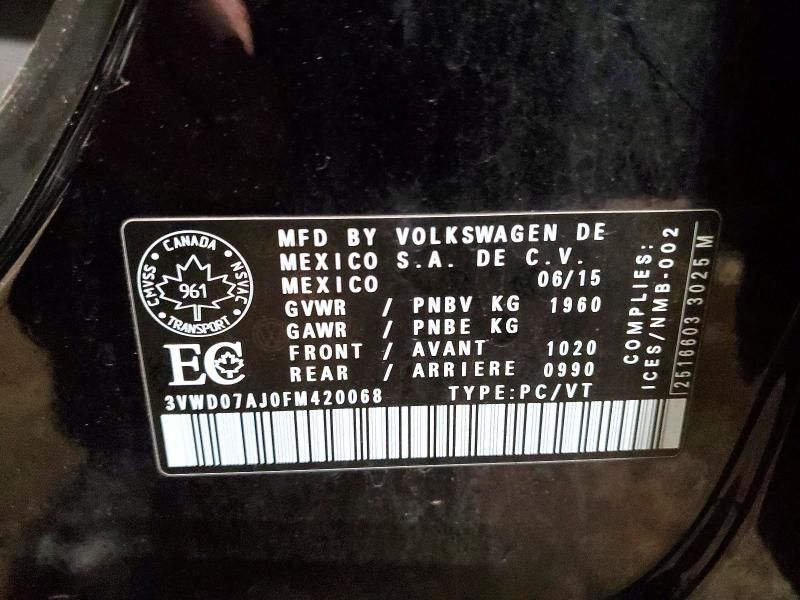 CANADA
CMVSS • NSVAC
961
TRANSPORT
EC
MFD BY VOLKSWAGEN DE
MEXICO S.A. DE C.V.
MEXICO 06/15
GVWR / PNBV KG 1960
GAWR / PNBE KG
FRONT / AVANT 1020
REAR / ARRIERE 0990
3VWD07AJ0FM420068 TYPE:PC/VT
COMPLIES:
ICES/NMB-002
2516603 3025 M